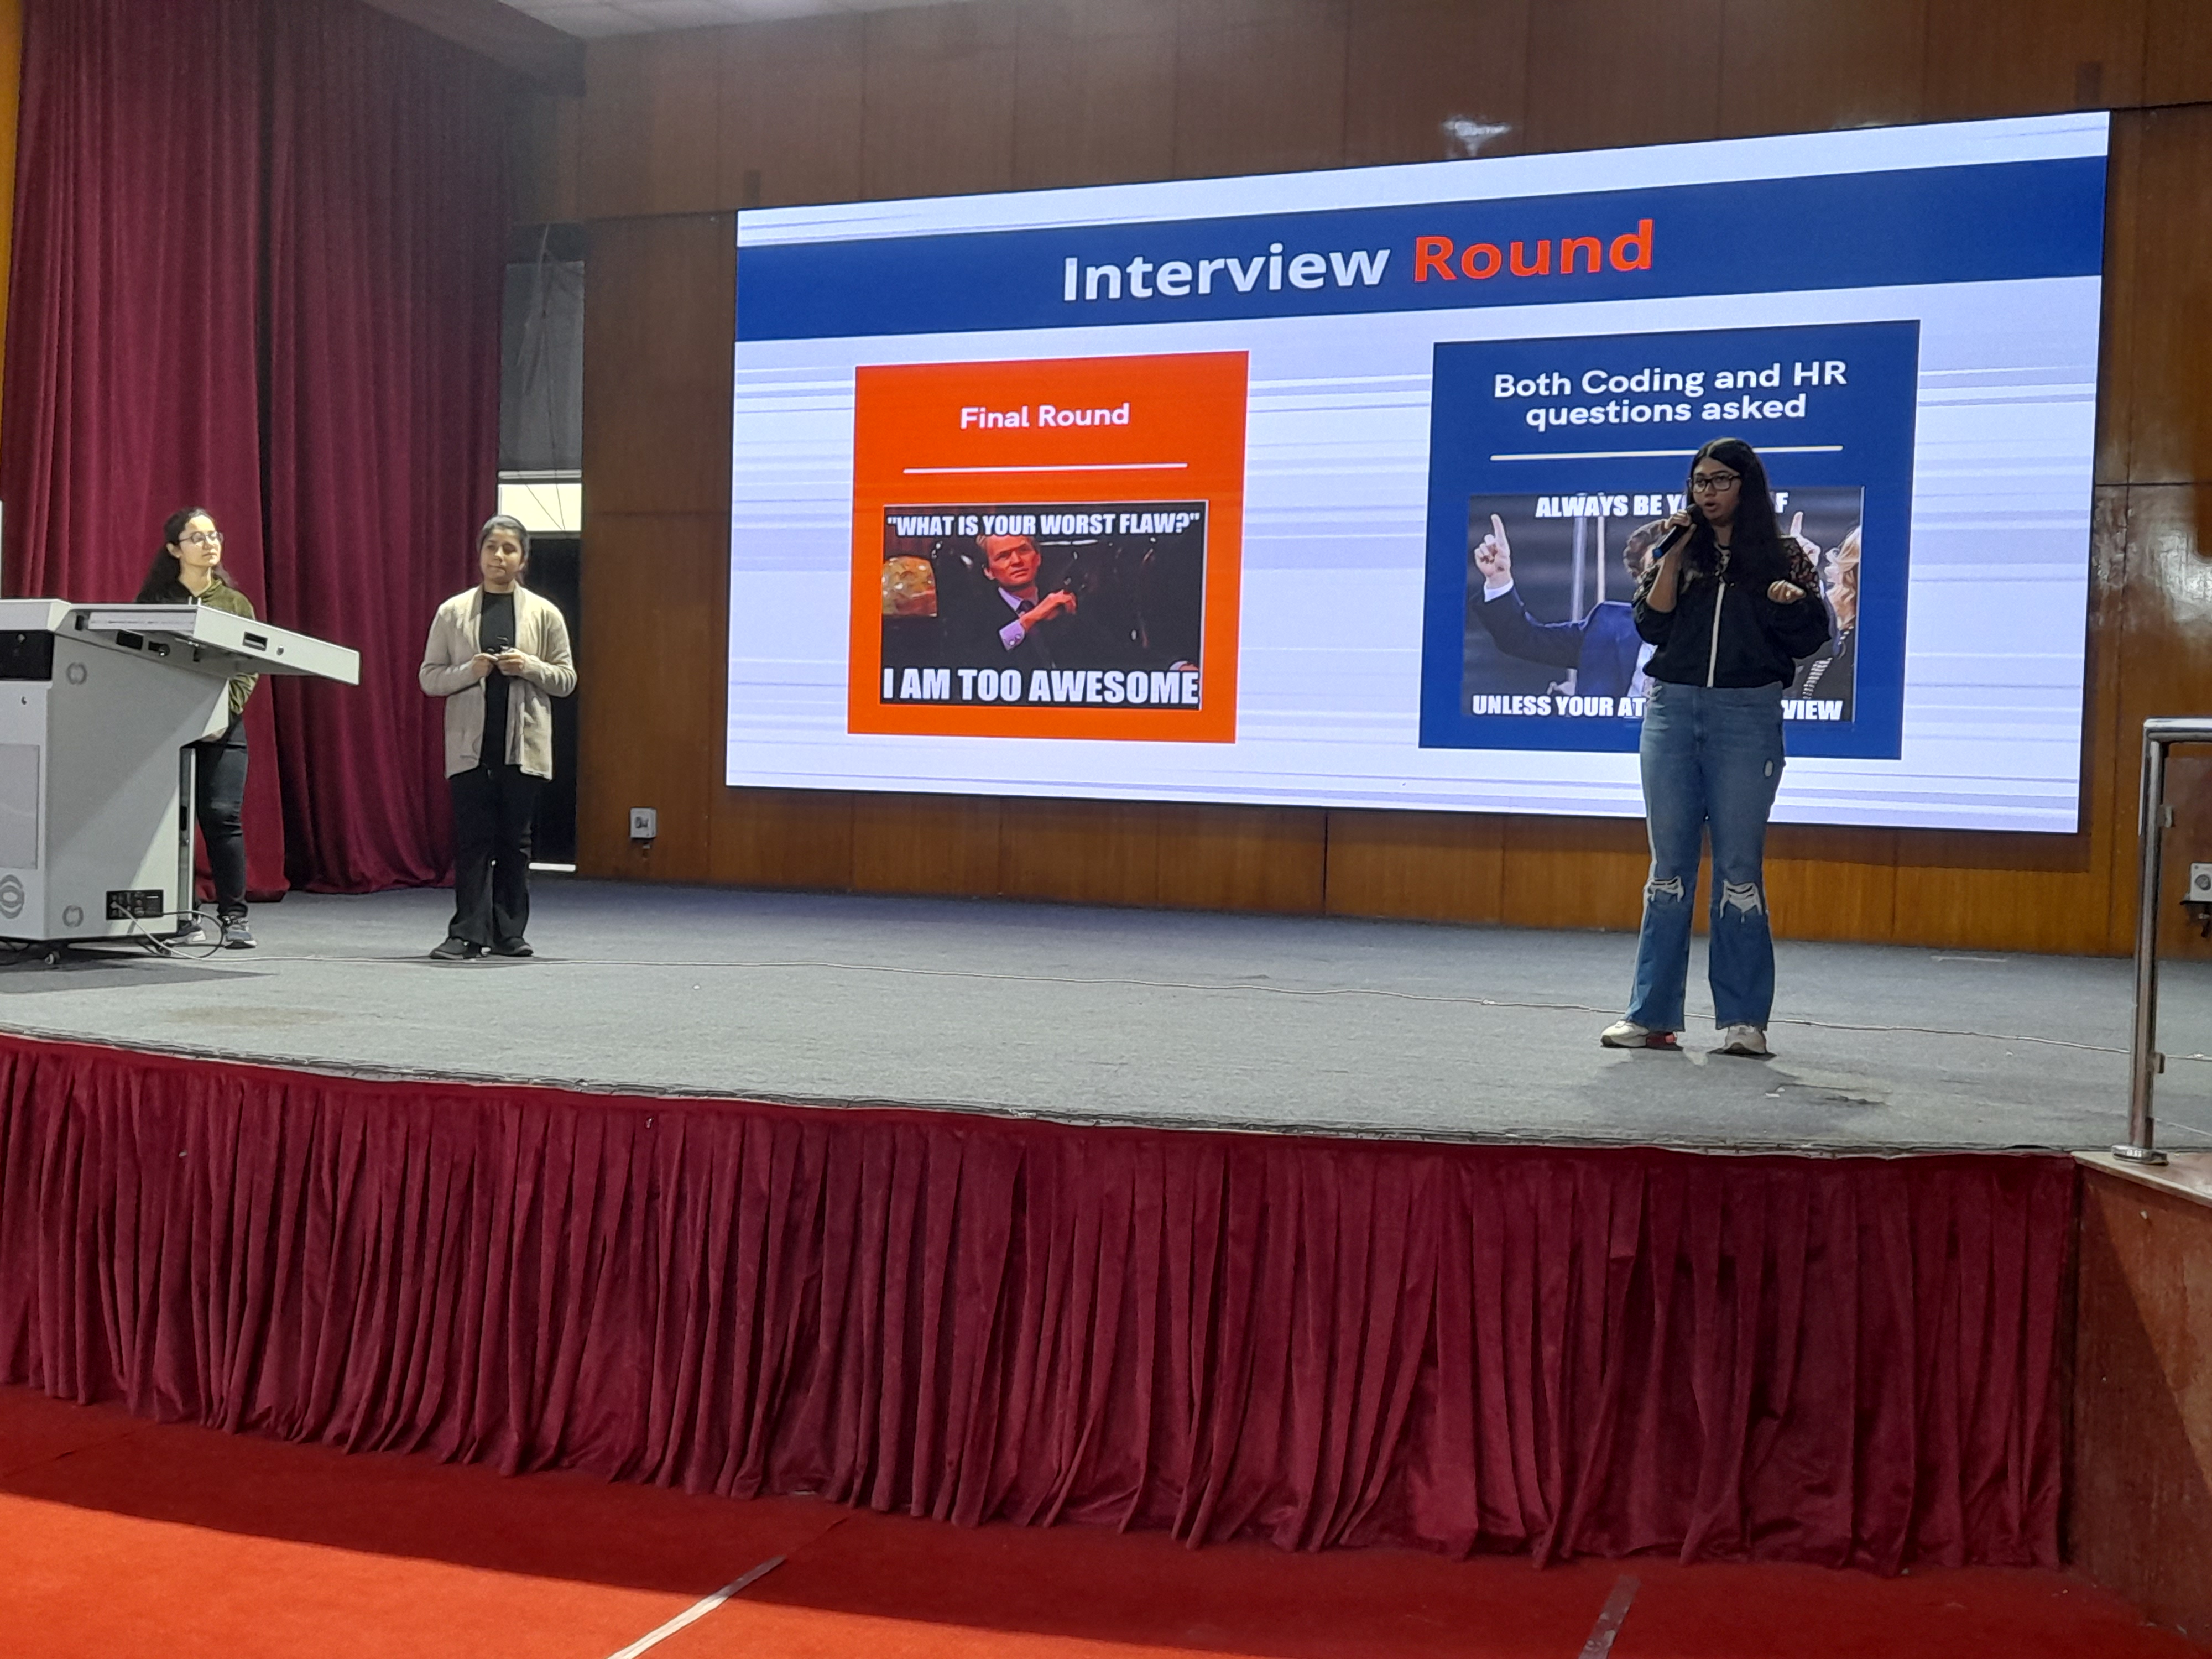 Interview Round
Final Round
"WHAT IS YOUR WORST FLAW?"
I AM TOO AWESOME
Both Coding and HR
questions asked
ALWAYS BE
UNLESS YOUR